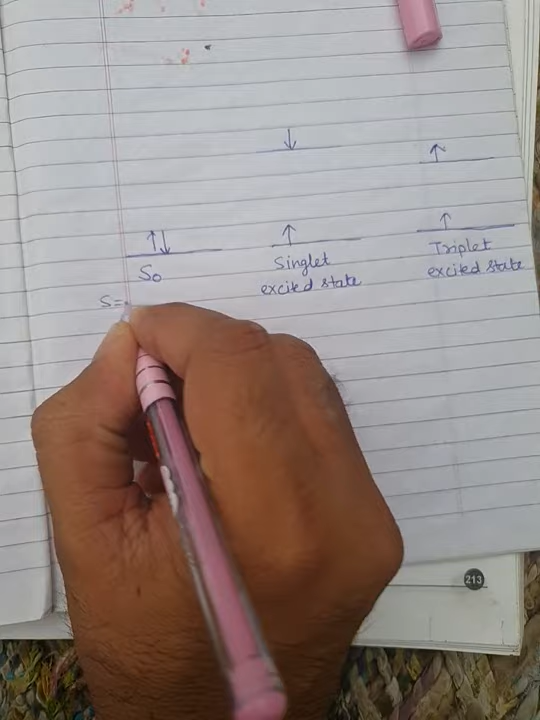 S₀
Singlet
excited state
Triplet
excited state
S=
213